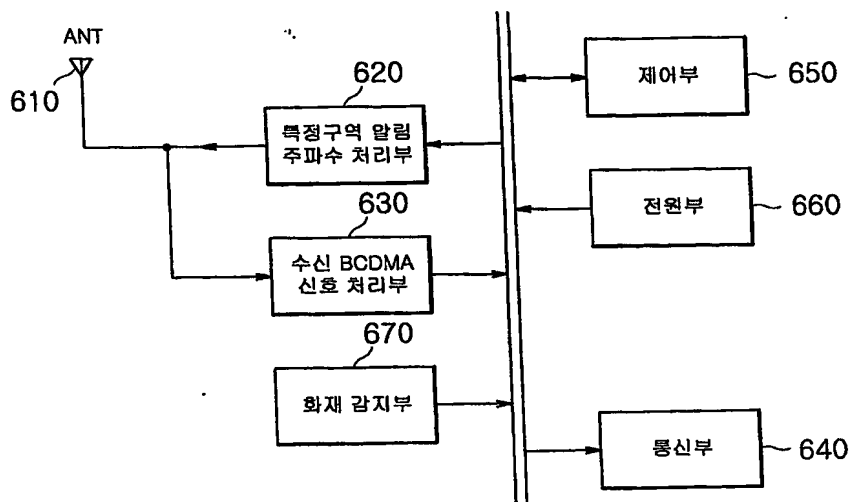 ANT
610
620
특정구역 알림
주파수 처리부
630
수신 BCDMA
신호 처리부
670
화재 감지부
제어부
650
전원부
660
통신부
640